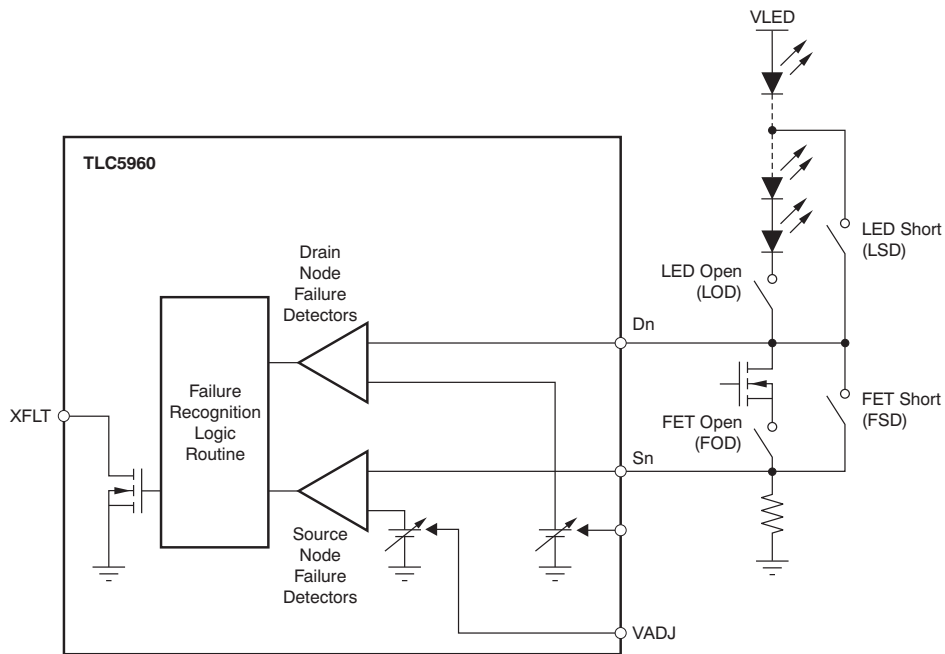 VLED
TLC5960
LED Short
(LSD)
Drain
Node
Failure
Detectors
LED Open
(LOD)
Dn
Failure
Recognition
Logic
Routine
XFLT
FET Short
(FSD)
FET Open
(FOD)
Sn
Source
Node
Failure
Detectors
VADJ